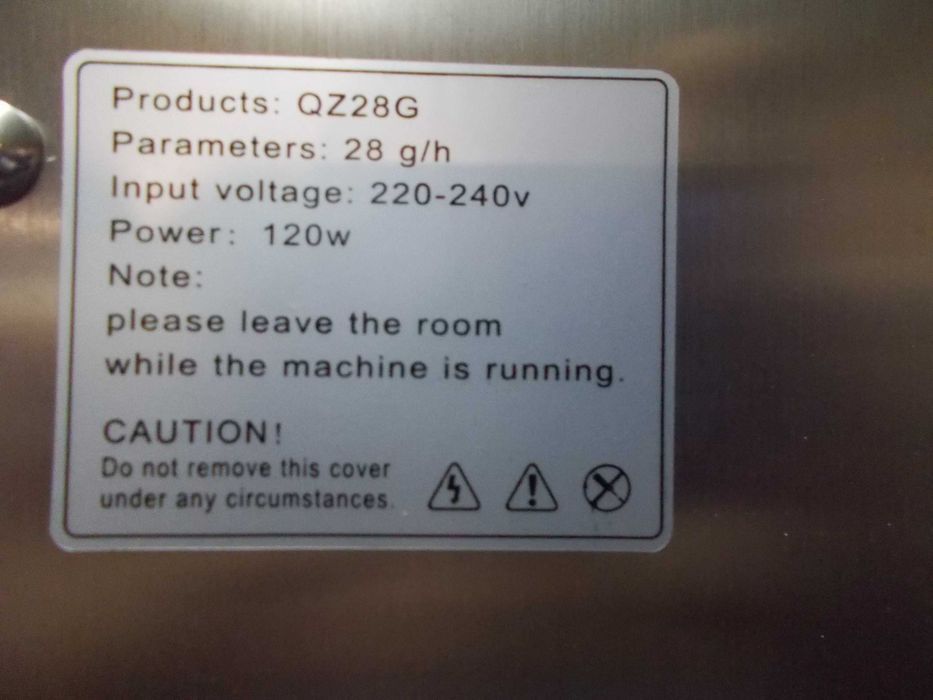 Products: QZ28G
Parameters: 28 g/h
Input voltage: 220-240v
Power: 120w
Note:
please leave the room
while the machine is running.
CAUTION!
Do not remove this cover
under any circumstances.